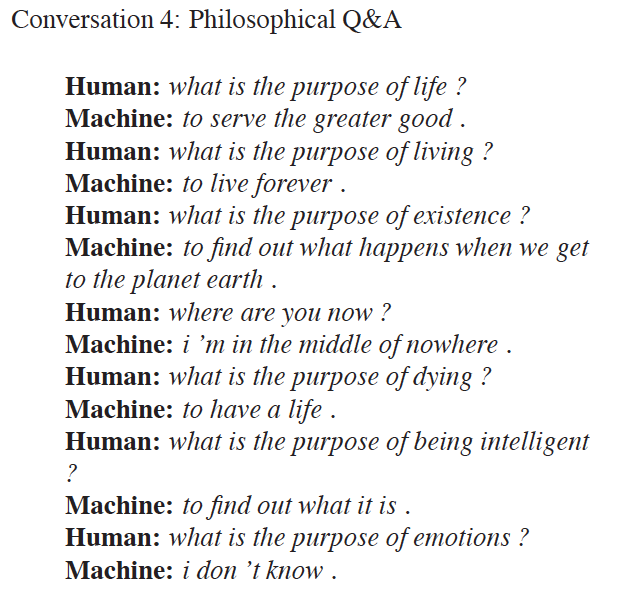 Conversation 4: Philosophical Q&A
Human: what is the purpose of life ?
Machine: to serve the greater good .
Human: what is the purpose of living ?
Machine: to live forever .
Human: what is the purpose of existence ?
Machine: to find out what happens when we get
to the planet earth .
Human: where are you now ?
Machine: i 'm in the middle of nowhere .
Human: what is the purpose of dying ?
Machine: to have a life .
Human: what is the purpose of being intelligent
?
Machine: to find out what it is .
Human: what is the purpose of emotions ?
Machine: i don 't know .